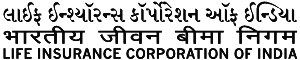 લાઈફ ઈન્શ્યૉરન્સ કૉર્પોરેશન ઑફ ઈન્ડિયા
भारतीय जीवन बीमा निगम
LIFE INSURANCE CORPORATION OF INDIA